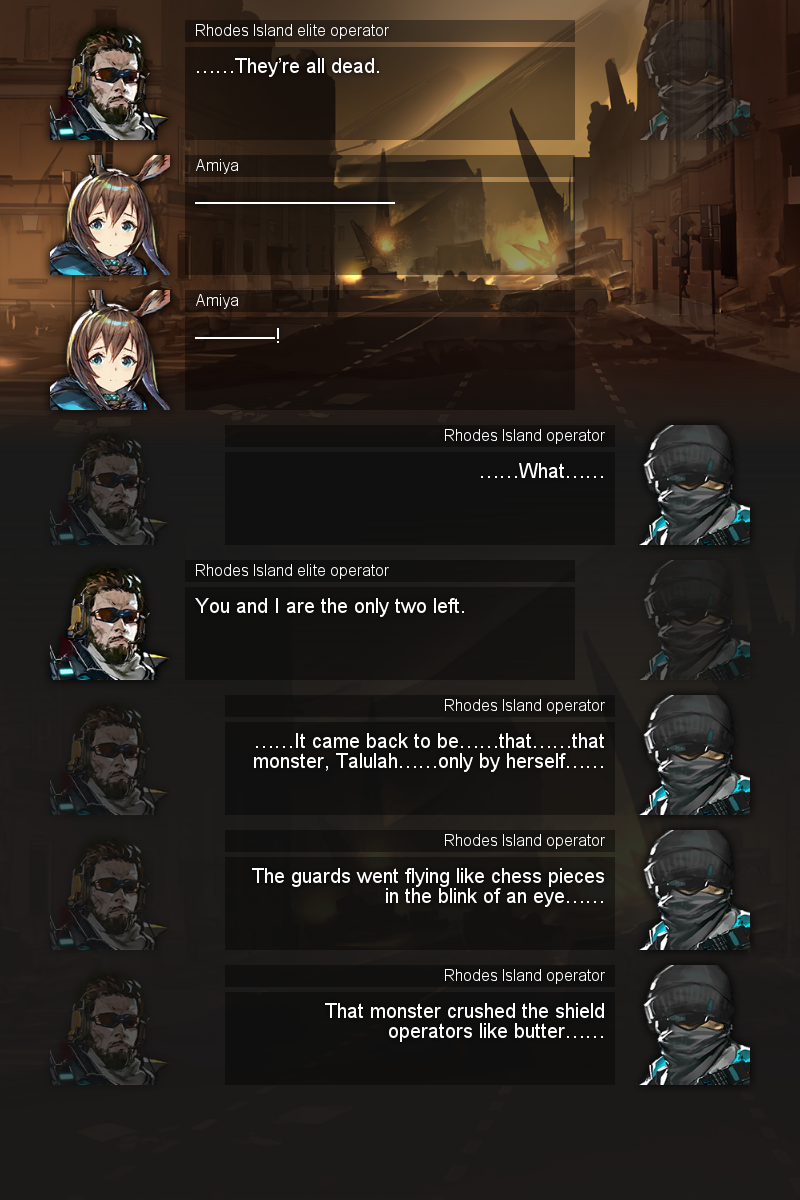 Rhodes Island elite operator
……They're all dead.
Amiya
——————————
Amiya
————!
Rhodes Island operator
……What……
Rhodes Island elite operator
You and I are the only two left.
Rhodes Island operator
……It came back to be……that……that
monster, Talulah……only by herself……
Rhodes Island operator
The guards went flying like chess pieces
in the blink of an eye……
Rhodes Island operator
That monster crushed the shield
operators like butter……